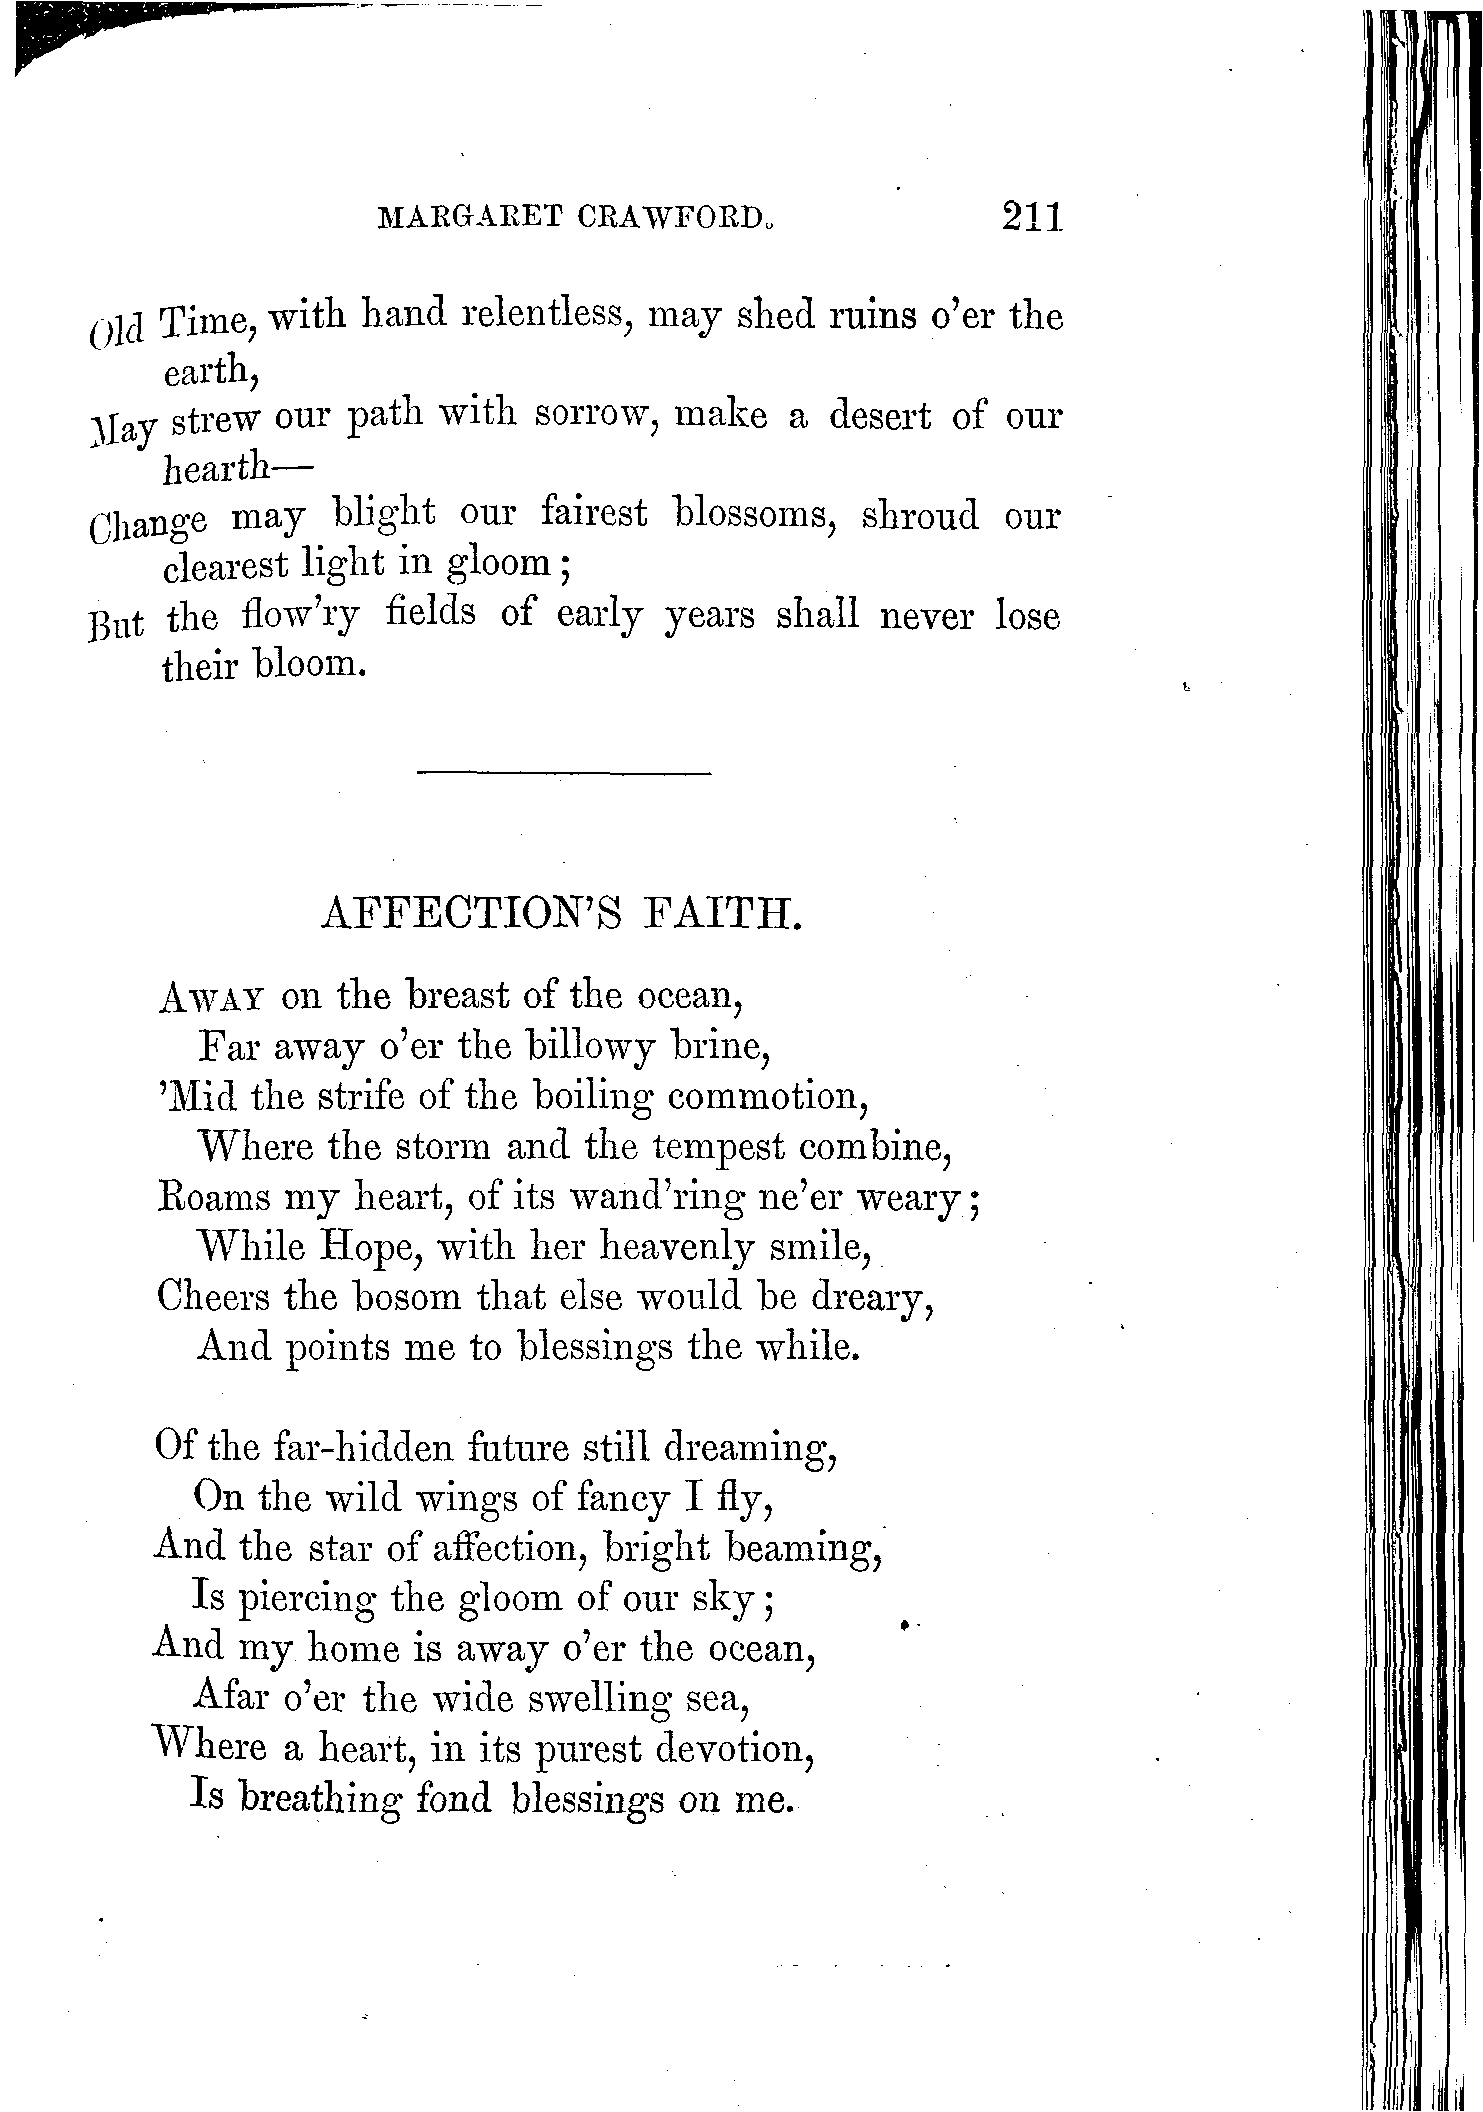 MARGARET CRAWFORD. 211
Old Time, with hand relentless, may shed ruins o'er the
earth,
May strew our path with sorrow, make a desert of our
hearth—
Change may blight our fairest blossoms, shroud our
clearest light in gloom;
But the flow'ry fields of early years shall never lose
their bloom.
AFFECTION'S FAITH.
AWAY on the breast of the ocean,
Far away o'er the billowy brine,
'Mid the strife of the boiling commotion,
Where the storm and the tempest combine,
Roams my heart, of its wand'ring ne'er weary;
While Hope, with her heavenly smile,
Cheers the bosom that else would be dreary,
And points me to blessings the while.
Of the far-hidden future still dreaming,
On the wild wings of fancy I fly,
And the star of affection, bright beaming,
Is piercing the gloom of our sky;
And my home is away o'er the ocean,
Afar o'er the wide swelling sea,
Where a heart, in its purest devotion,
Is breathing fond blessings on me.